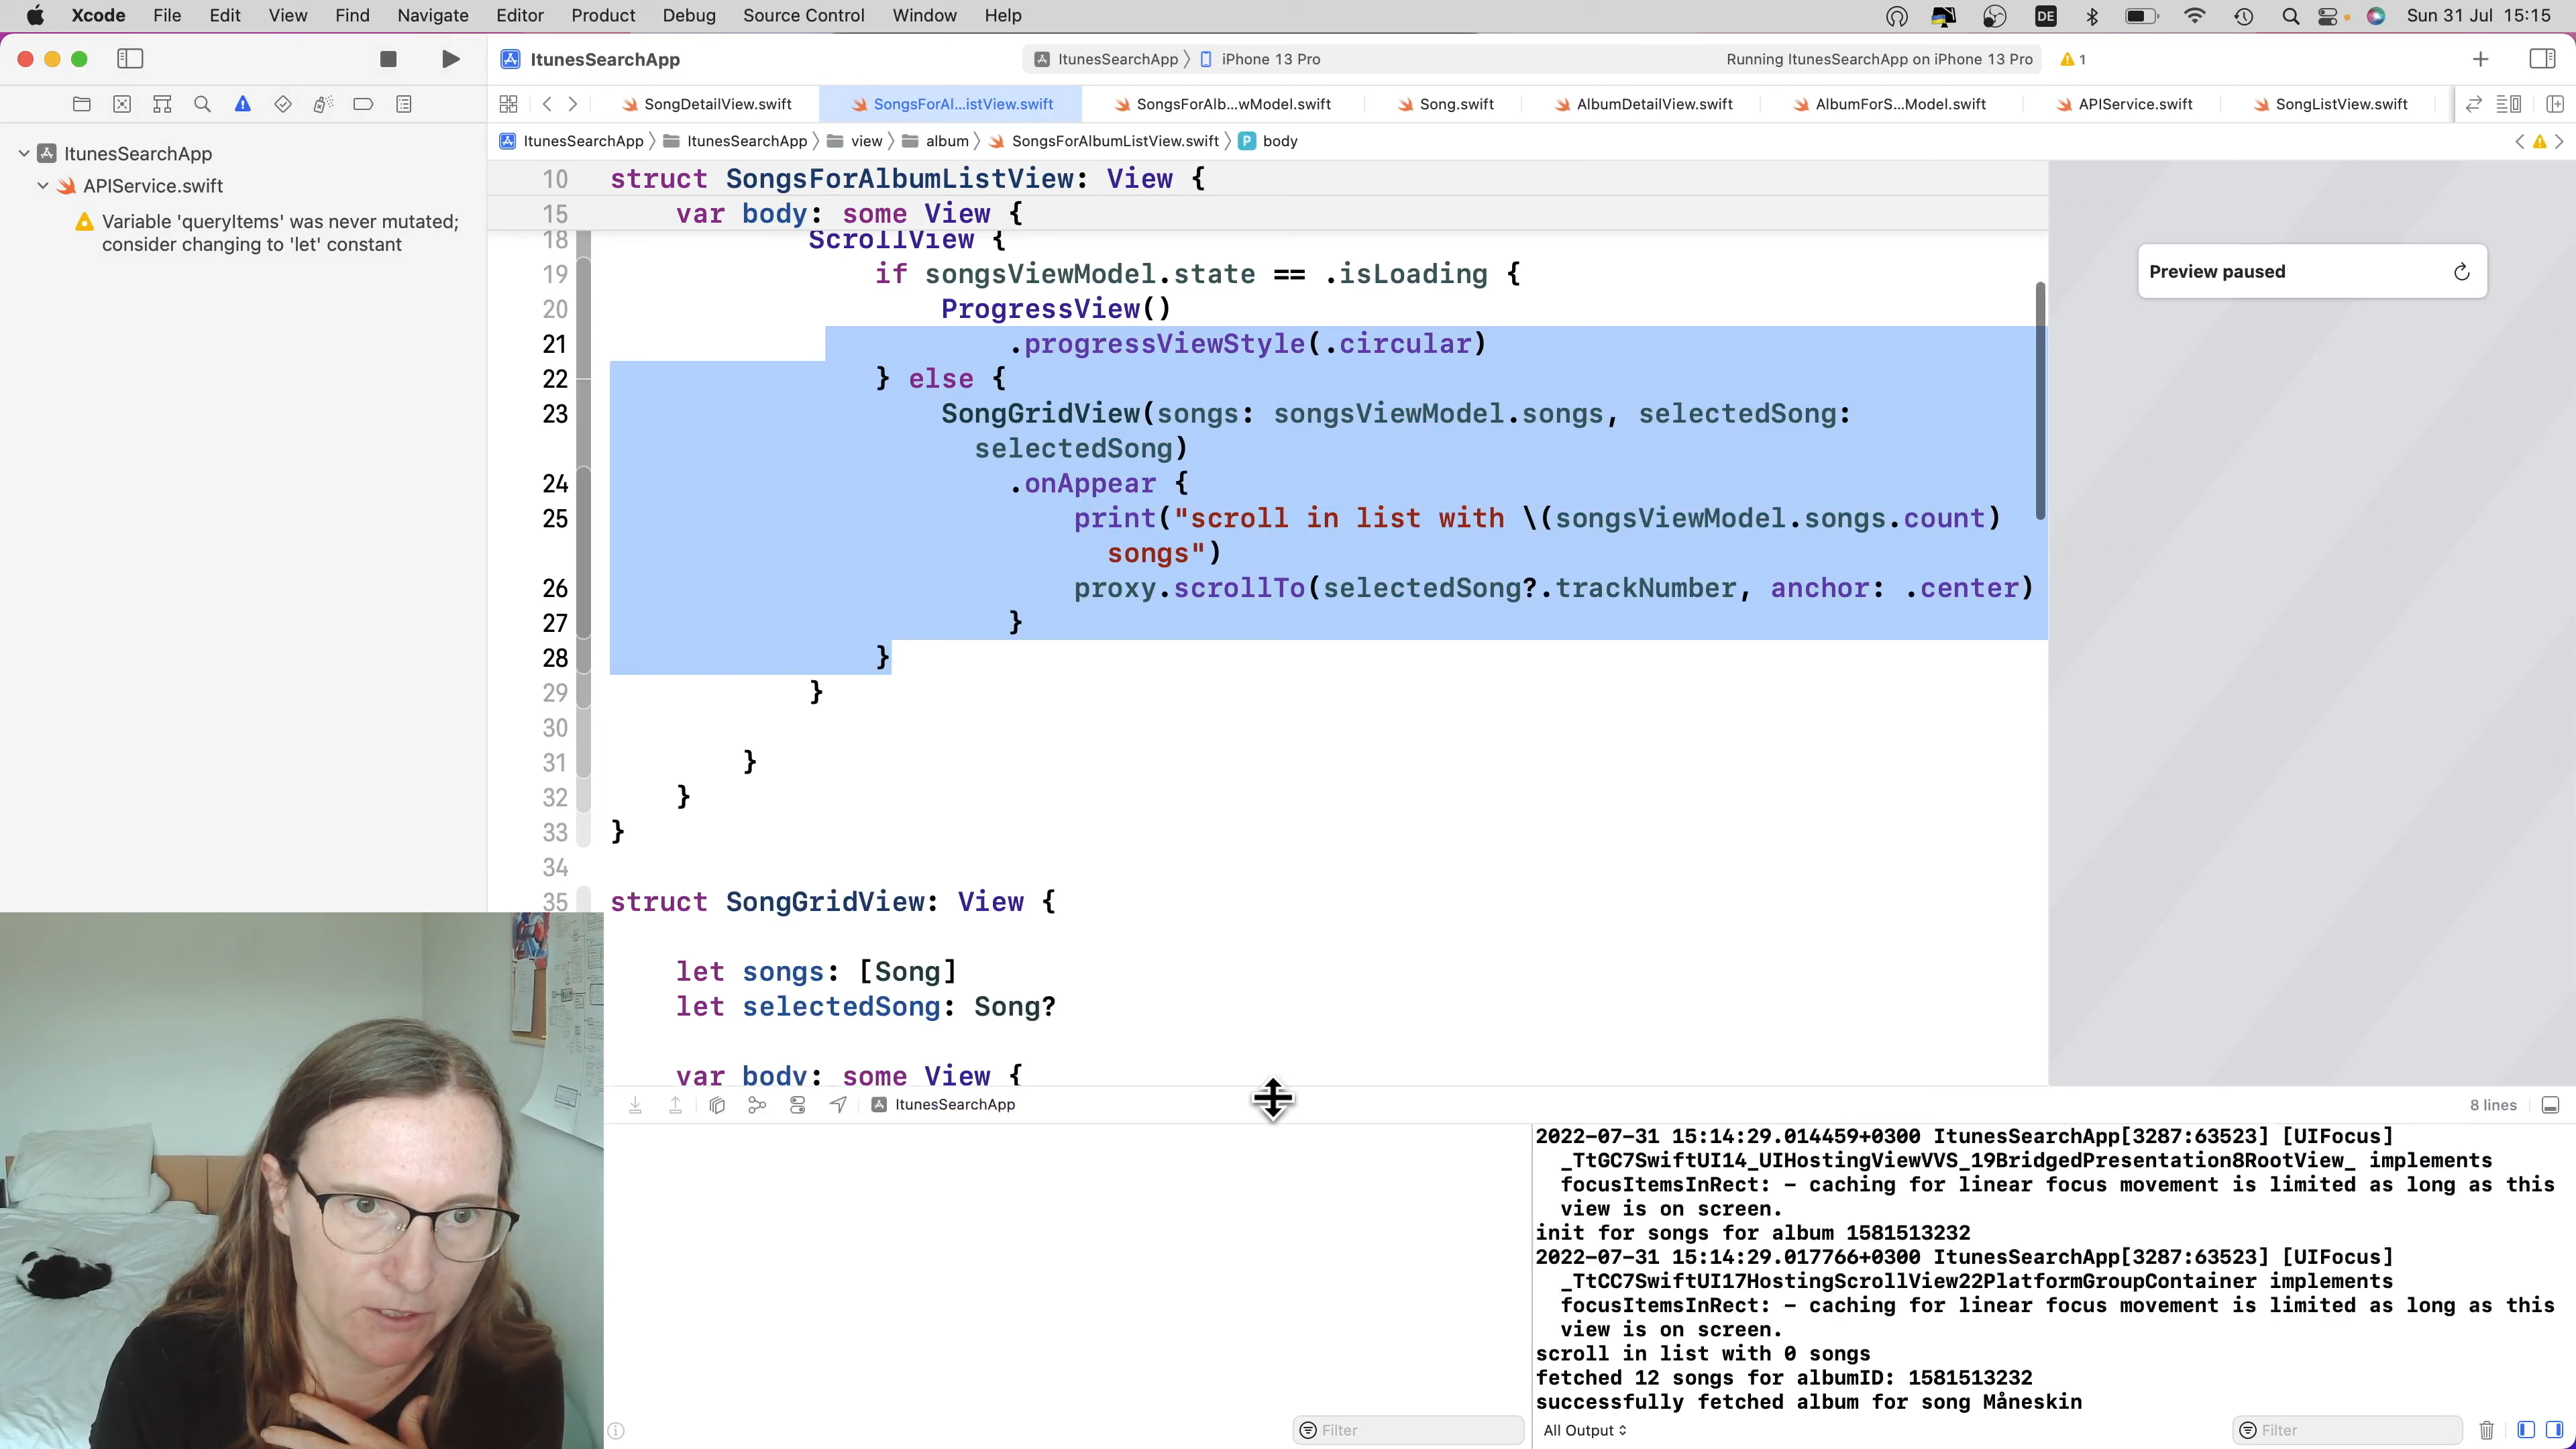 Xcode File Edit View Find Navigate Editor Product Debug Source Control Window Help DE Sun 31 Jul 15:15
ItunesSearchApp ItunesSearchApp iPhone 13 Pro Running ItunesSearchApp on iPhone 13 Pro 1
SongDetailView.swift SongsForAl...istView.swift SongsForAlb...wModel.swift Song.swift AlbumDetailView.swift AlbumForS...Model.swift APIService.swift SongListView.swift
ItunesSearchApp ItunesSearchApp view album SongsForAlbumListView.swift P body
ItunesSearchApp
APIService.swift
Variable 'queryItems' was never mutated;
consider changing to 'let' constant
10 struct SongsForAlbumListView: View {
15 var body: some View {
18 ScrollView {
19 if songsViewModel.state == .isLoading {
20 ProgressView()
21 .progressViewStyle(.circular)
22 } else {
23 SongGridView(songs: songsViewModel.songs, selectedSong:
selectedSong)
24 .onAppear {
25 print("scroll in list with \(songsViewModel.songs.count)
songs")
26 proxy.scrollTo(selectedSong?.trackNumber, anchor: .center)
27 }
28 }
29 }
30
31 }
32 }
33 }
34
35 struct SongGridView: View {
let songs: [Song]
let selectedSong: Song?
var body: some View {
Preview paused
ItunesSearchApp 8 lines
2022-07-31 15:14:29.014459+0300 ItunesSearchApp[3287:63523] [UIFocus]
_TtGC7SwiftUI14_UIHostingViewVVS_19BridgedPresentation8RootView_ implements
focusItemsInRect: - caching for linear focus movement is limited as long as this
view is on screen.
init for songs for album 1581513232
2022-07-31 15:14:29.017766+0300 ItunesSearchApp[3287:63523] [UIFocus]
_TtCC7SwiftUI17HostingScrollView22PlatformGroupContainer implements
focusItemsInRect: - caching for linear focus movement is limited as long as this
view is on screen.
scroll in list with 0 songs
fetched 12 songs for albumID: 1581513232
successfully fetched album for song Måneskin
Filter All Output Filter